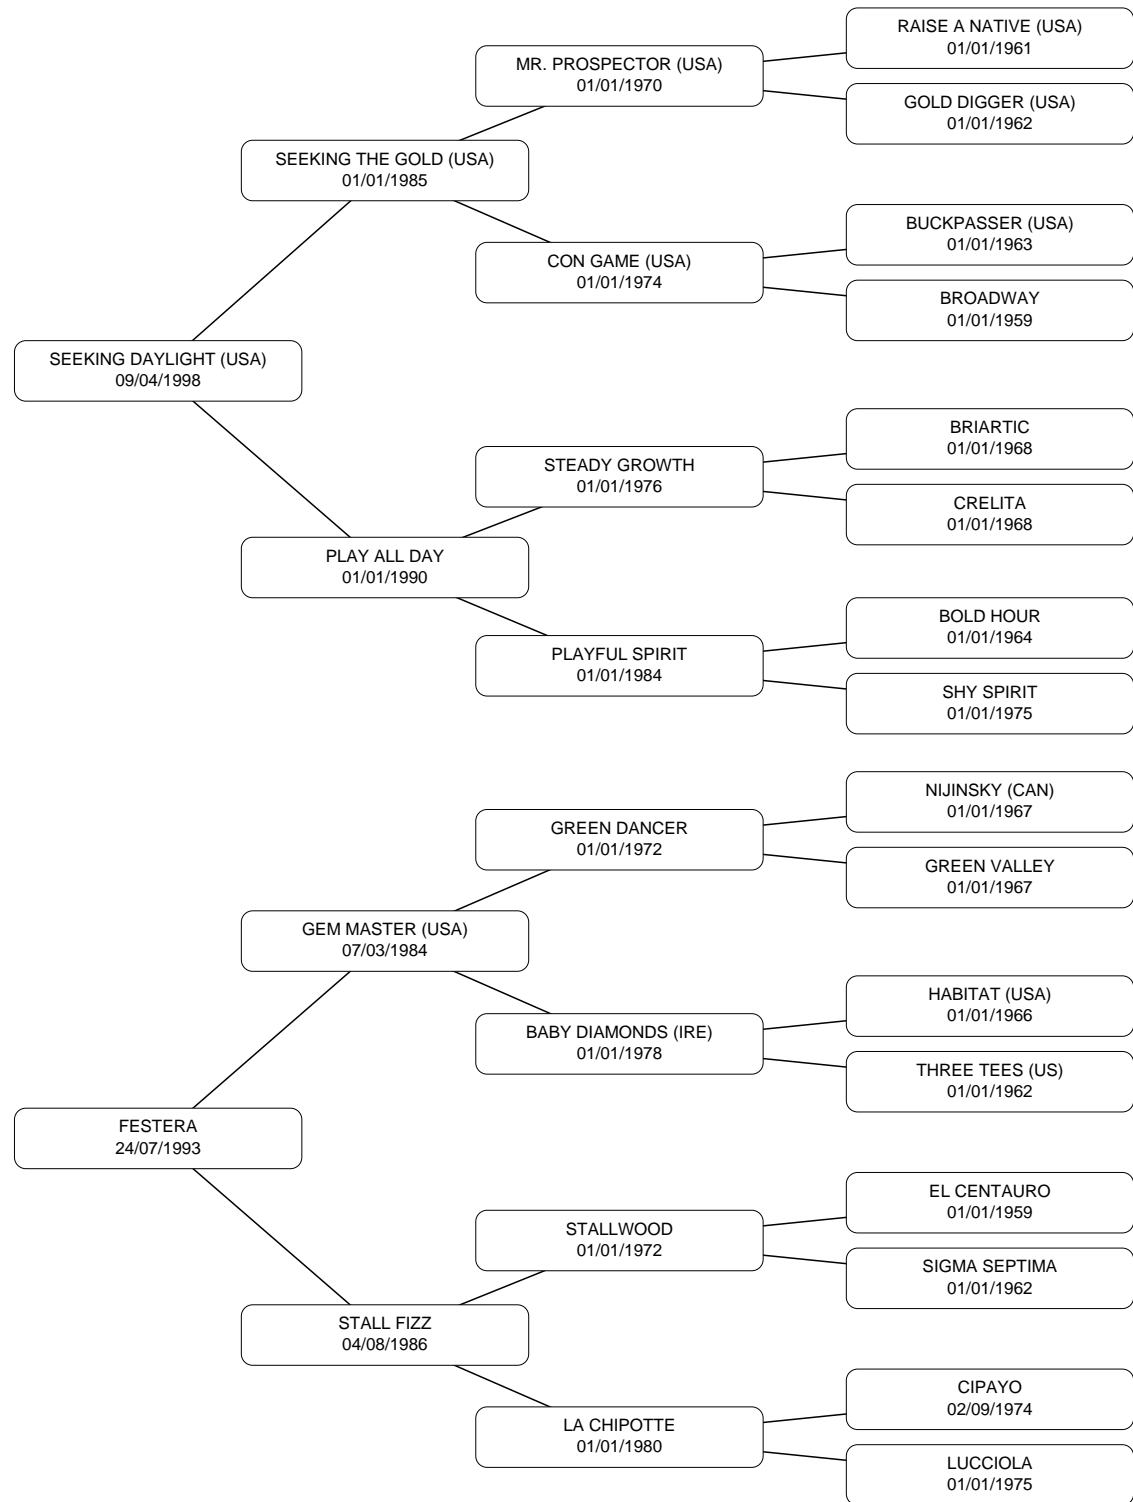 RAISE A NATIVE (USA)
01/01/1961
MR. PROSPECTOR (USA)
01/01/1970
GOLD DIGGER (USA)
01/01/1962
SEEKING THE GOLD (USA)
01/01/1985
BUCKPASSER (USA)
01/01/1963
CON GAME (USA)
01/01/1974
BROADWAY
01/01/1959
SEEKING DAYLIGHT (USA)
09/04/1998
BRIARTIC
01/01/1968
STEADY GROWTH
01/01/1976
CRELITA
01/01/1968
PLAY ALL DAY
01/01/1990
BOLD HOUR
01/01/1964
PLAYFUL SPIRIT
01/01/1984
SHY SPIRIT
01/01/1975
NIJINSKY (CAN)
01/01/1967
GREEN DANCER
01/01/1972
GREEN VALLEY
01/01/1967
GEM MASTER (USA)
07/03/1984
HABITAT (USA)
01/01/1966
BABY DIAMONDS (IRE)
01/01/1978
THREE TEES (US)
01/01/1962
FESTERA
24/07/1993
EL CENTAURO
01/01/1959
STALLWOOD
01/01/1972
SIGMA SEPTIMA
01/01/1962
STALL FIZZ
04/08/1986
CIPAYO
02/09/1974
LA CHIPOTTE
01/01/1980
LUCCIOLA
01/01/1975